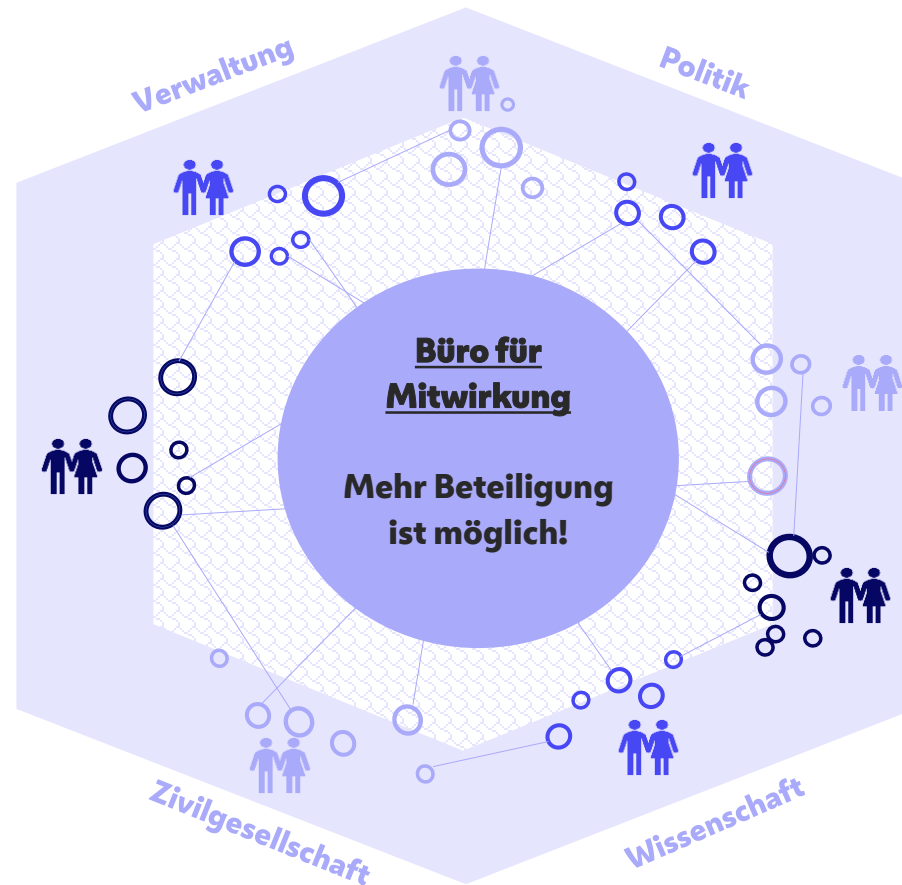 Verwaltung
Politik
Büro für
Mitwirkung
Mehr Beteiligung
ist möglich!
Zivilgesellschaft
Wissenschaft